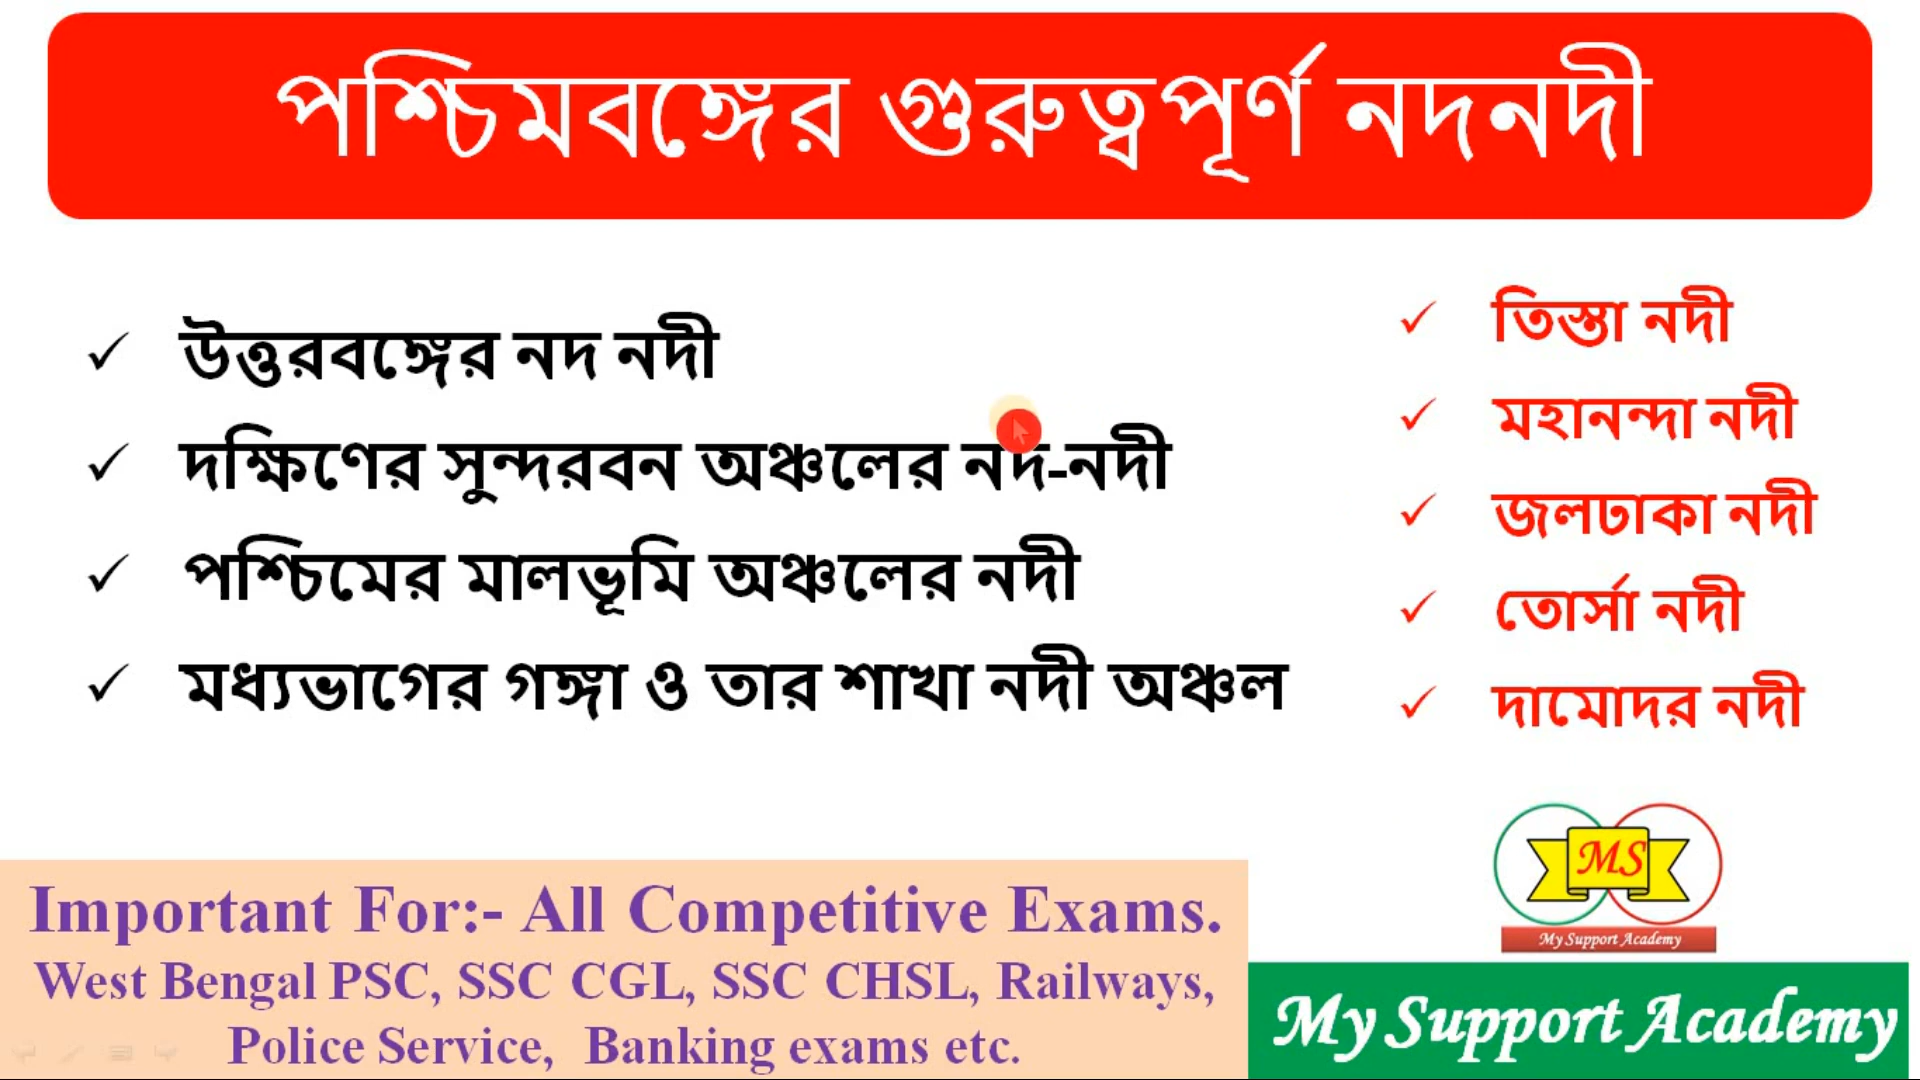 পশ্চিমবঙ্গের গুরুত্বপূর্ণ নদনদী
উত্তরবঙ্গের নদ নদী
দক্ষিণের সুন্দরবন অঞ্চলের নদ-নদী
পশ্চিমের মালভূমি অঞ্চলের নদী
মধ্যভাগের গঙ্গা ও তার শাখা নদী অঞ্চল
তিস্তা নদী
মহানন্দা নদী
জলঢাকা নদী
তোর্সা নদী
দামোদর নদী
MS
My Support Academy
Important For:- All Competitive Exams.
West Bengal PSC, SSC CGL, SSC CHSL, Railways,
Police Service, Banking exams etc.
My Support Academy